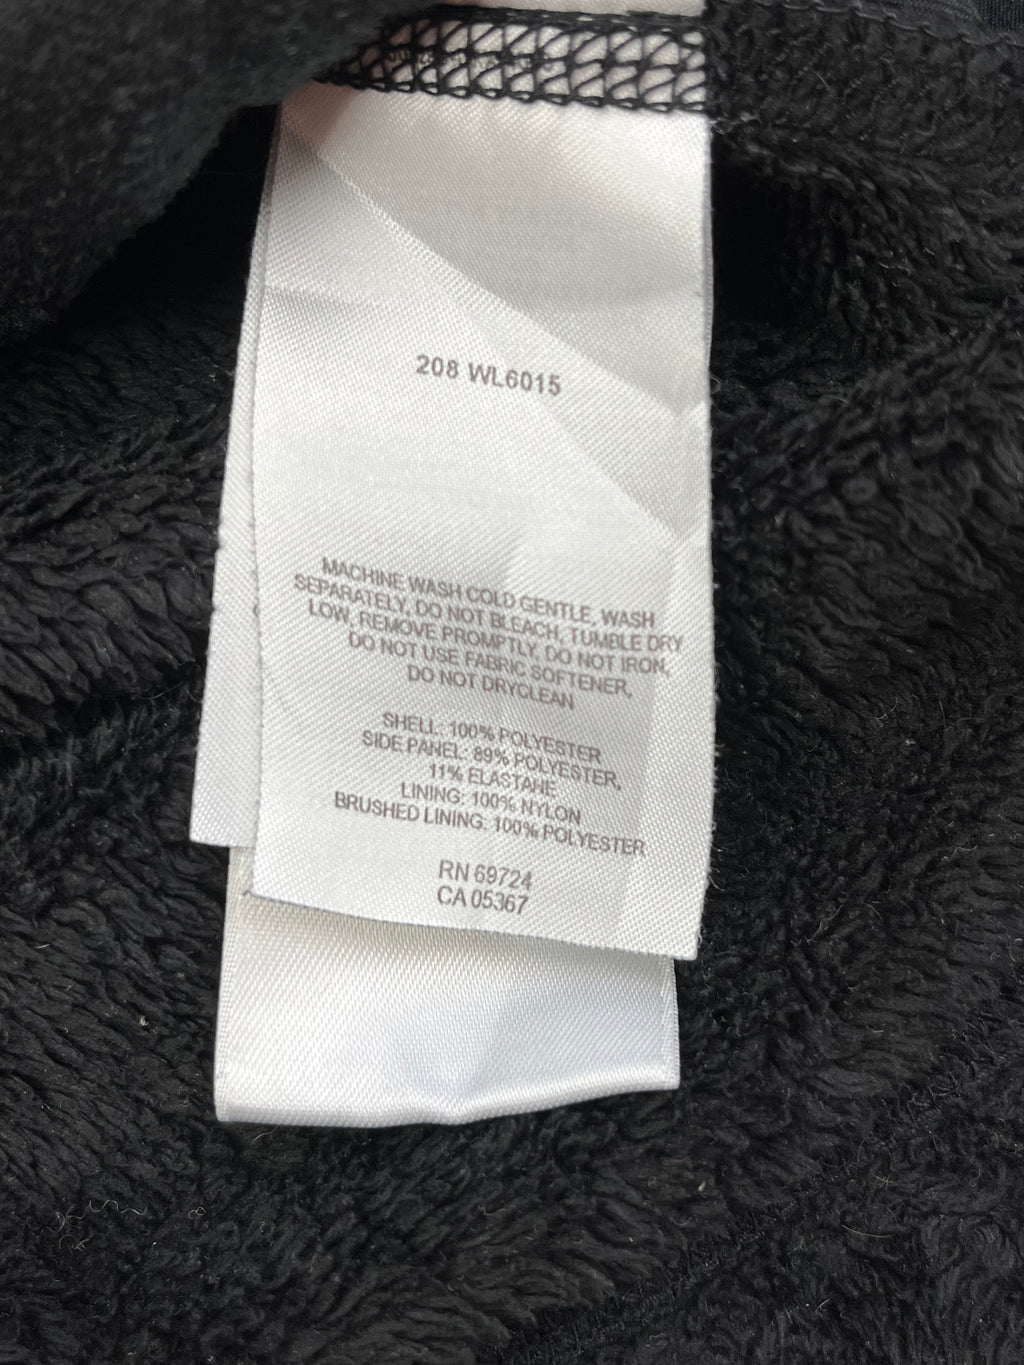 208 WL6015
MACHINE WASH COLD GENTLE, WASH
SEPARATELY, DO NOT BLEACH, TUMBLE DRY
LOW, REMOVE PROMPTLY, DO NOT IRON,
DO NOT USE FABRIC SOFTENER,
DO NOT DRYCLEAN
SHELL: 100% POLYESTER
SIDE PANEL: 89% POLYESTER,
11% ELASTANE
LINING: 100% NYLON
BRUSHED LINING: 100% POLYESTER
RN 69724
CA 05367